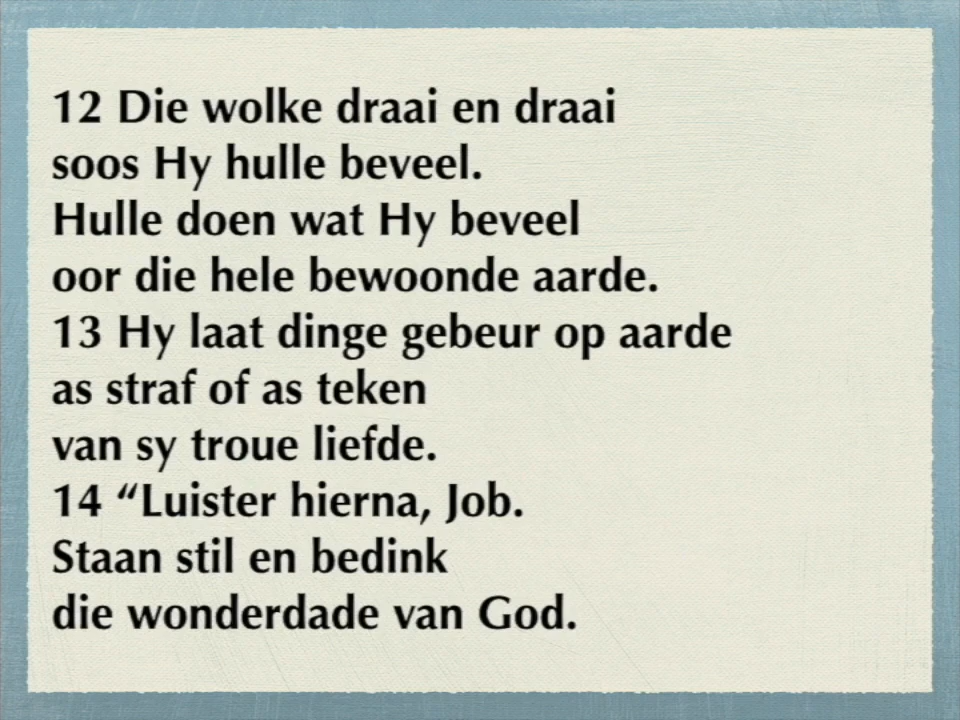 12 Die wolke draai en draai
soos Hy hulle beveel.
Hulle doen wat Hy beveel
oor die hele bewoonde aarde.
13 Hy laat dinge gebeur op aarde
as straf of as teken
van sy troue liefde.
14 “Luister hierna, Job.
Staan stil en bedink
die wonderdade van God.